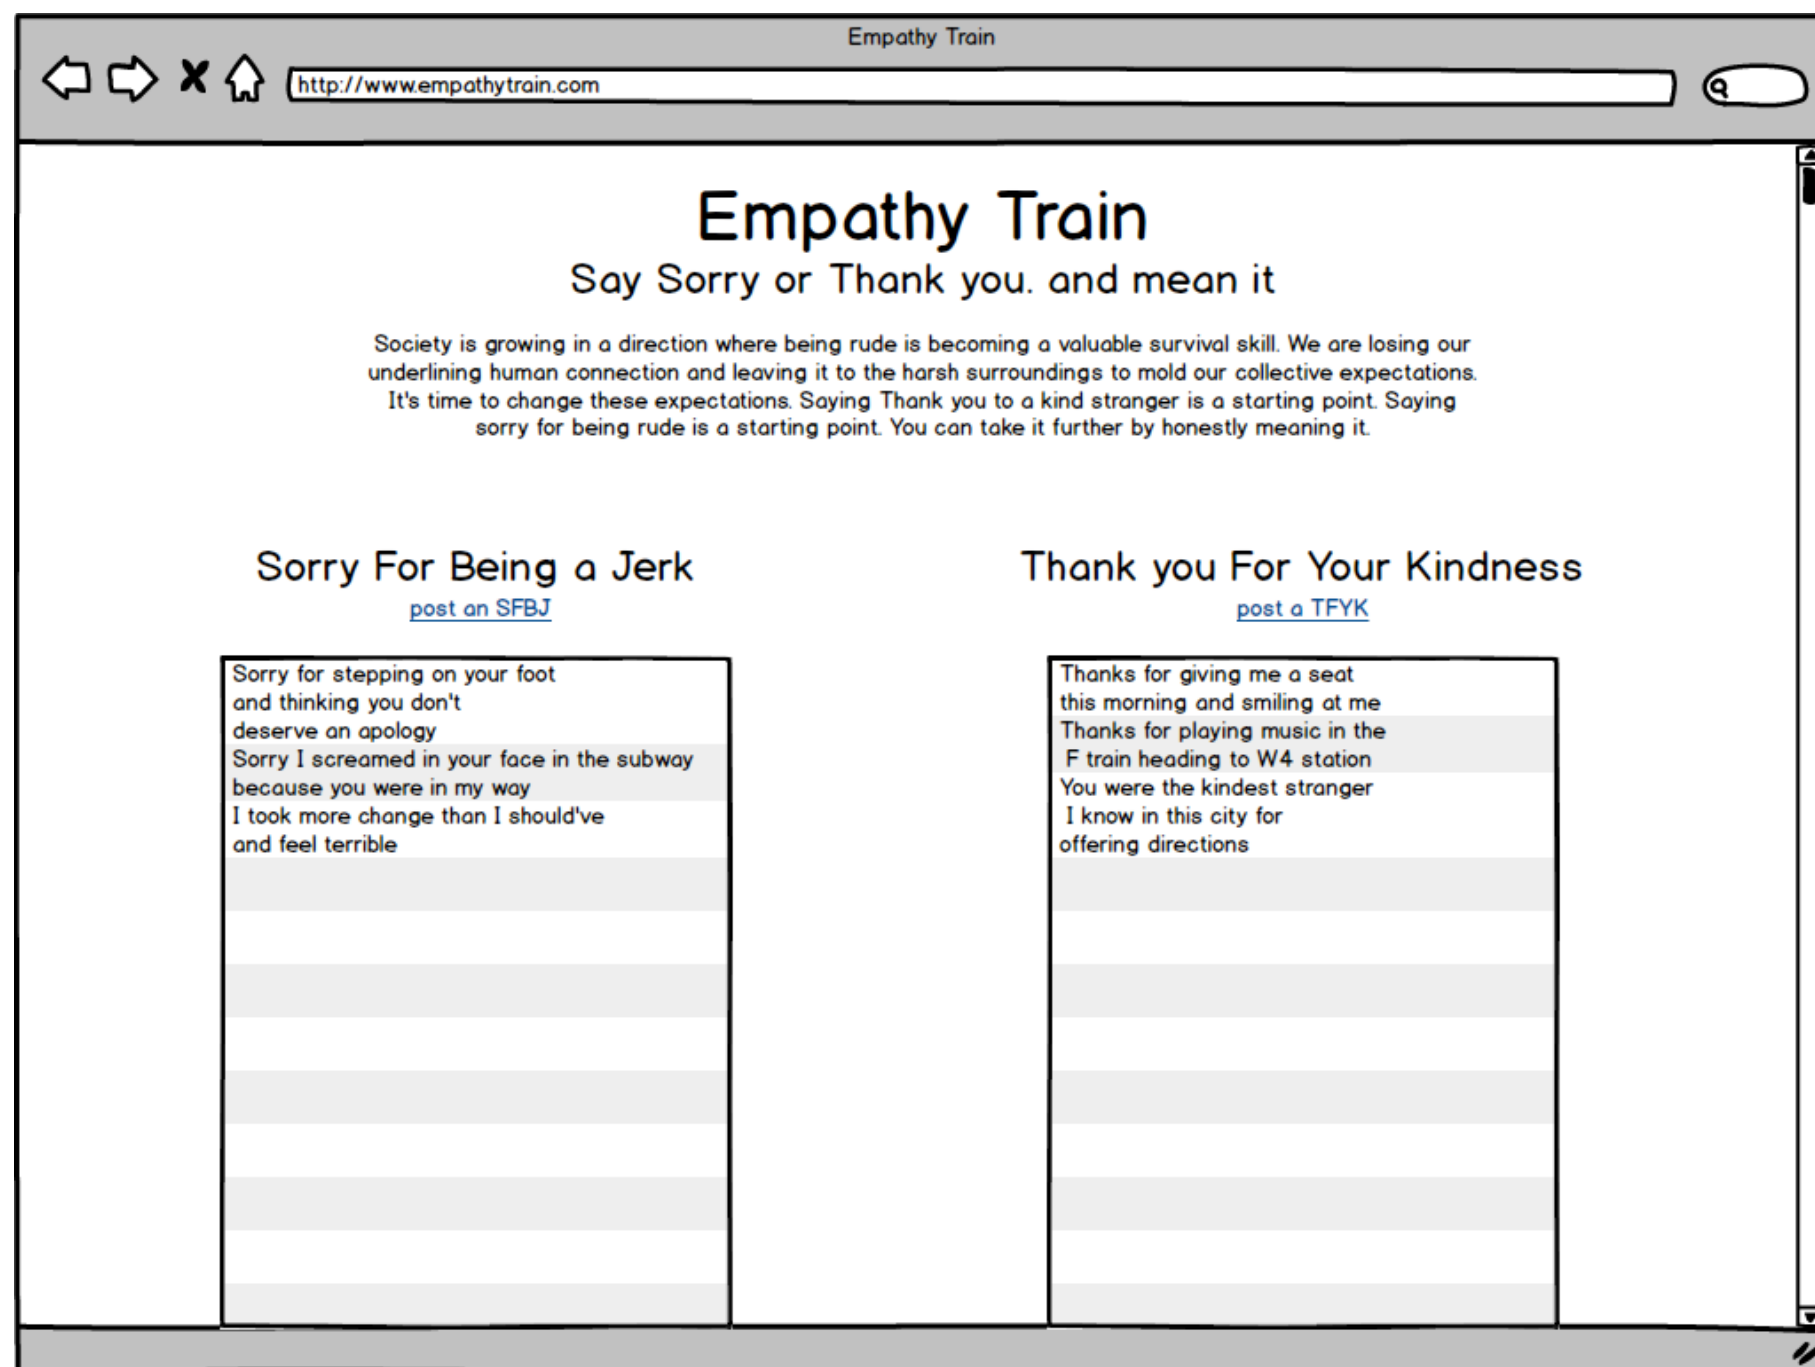 Empathy Train
http://www.empathytrain.com
Empathy Train
Say Sorry or Thank you. and mean it
Society is growing in a direction where being rude is becoming a valuable survival skill. We are losing our
underlining human connection and leaving it to the harsh surroundings to mold our collective expectations.
It's time to change these expectations. Saying Thank you to a kind stranger is a starting point. Saying
sorry for being rude is a starting point. You can take it further by honestly meaning it.
Sorry For Being a Jerk
post an SFBJ
Sorry for stepping on your foot
and thinking you don't
deserve an apology
Sorry I screamed in your face in the subway
because you were in my way
I took more change than I should've
and feel terrible
Thank you For Your Kindness
post a TFYK
Thanks for giving me a seat
this morning and smiling at me
Thanks for playing music in the
F train heading to W4 station
You were the kindest stranger
I know in this city for
offering directions